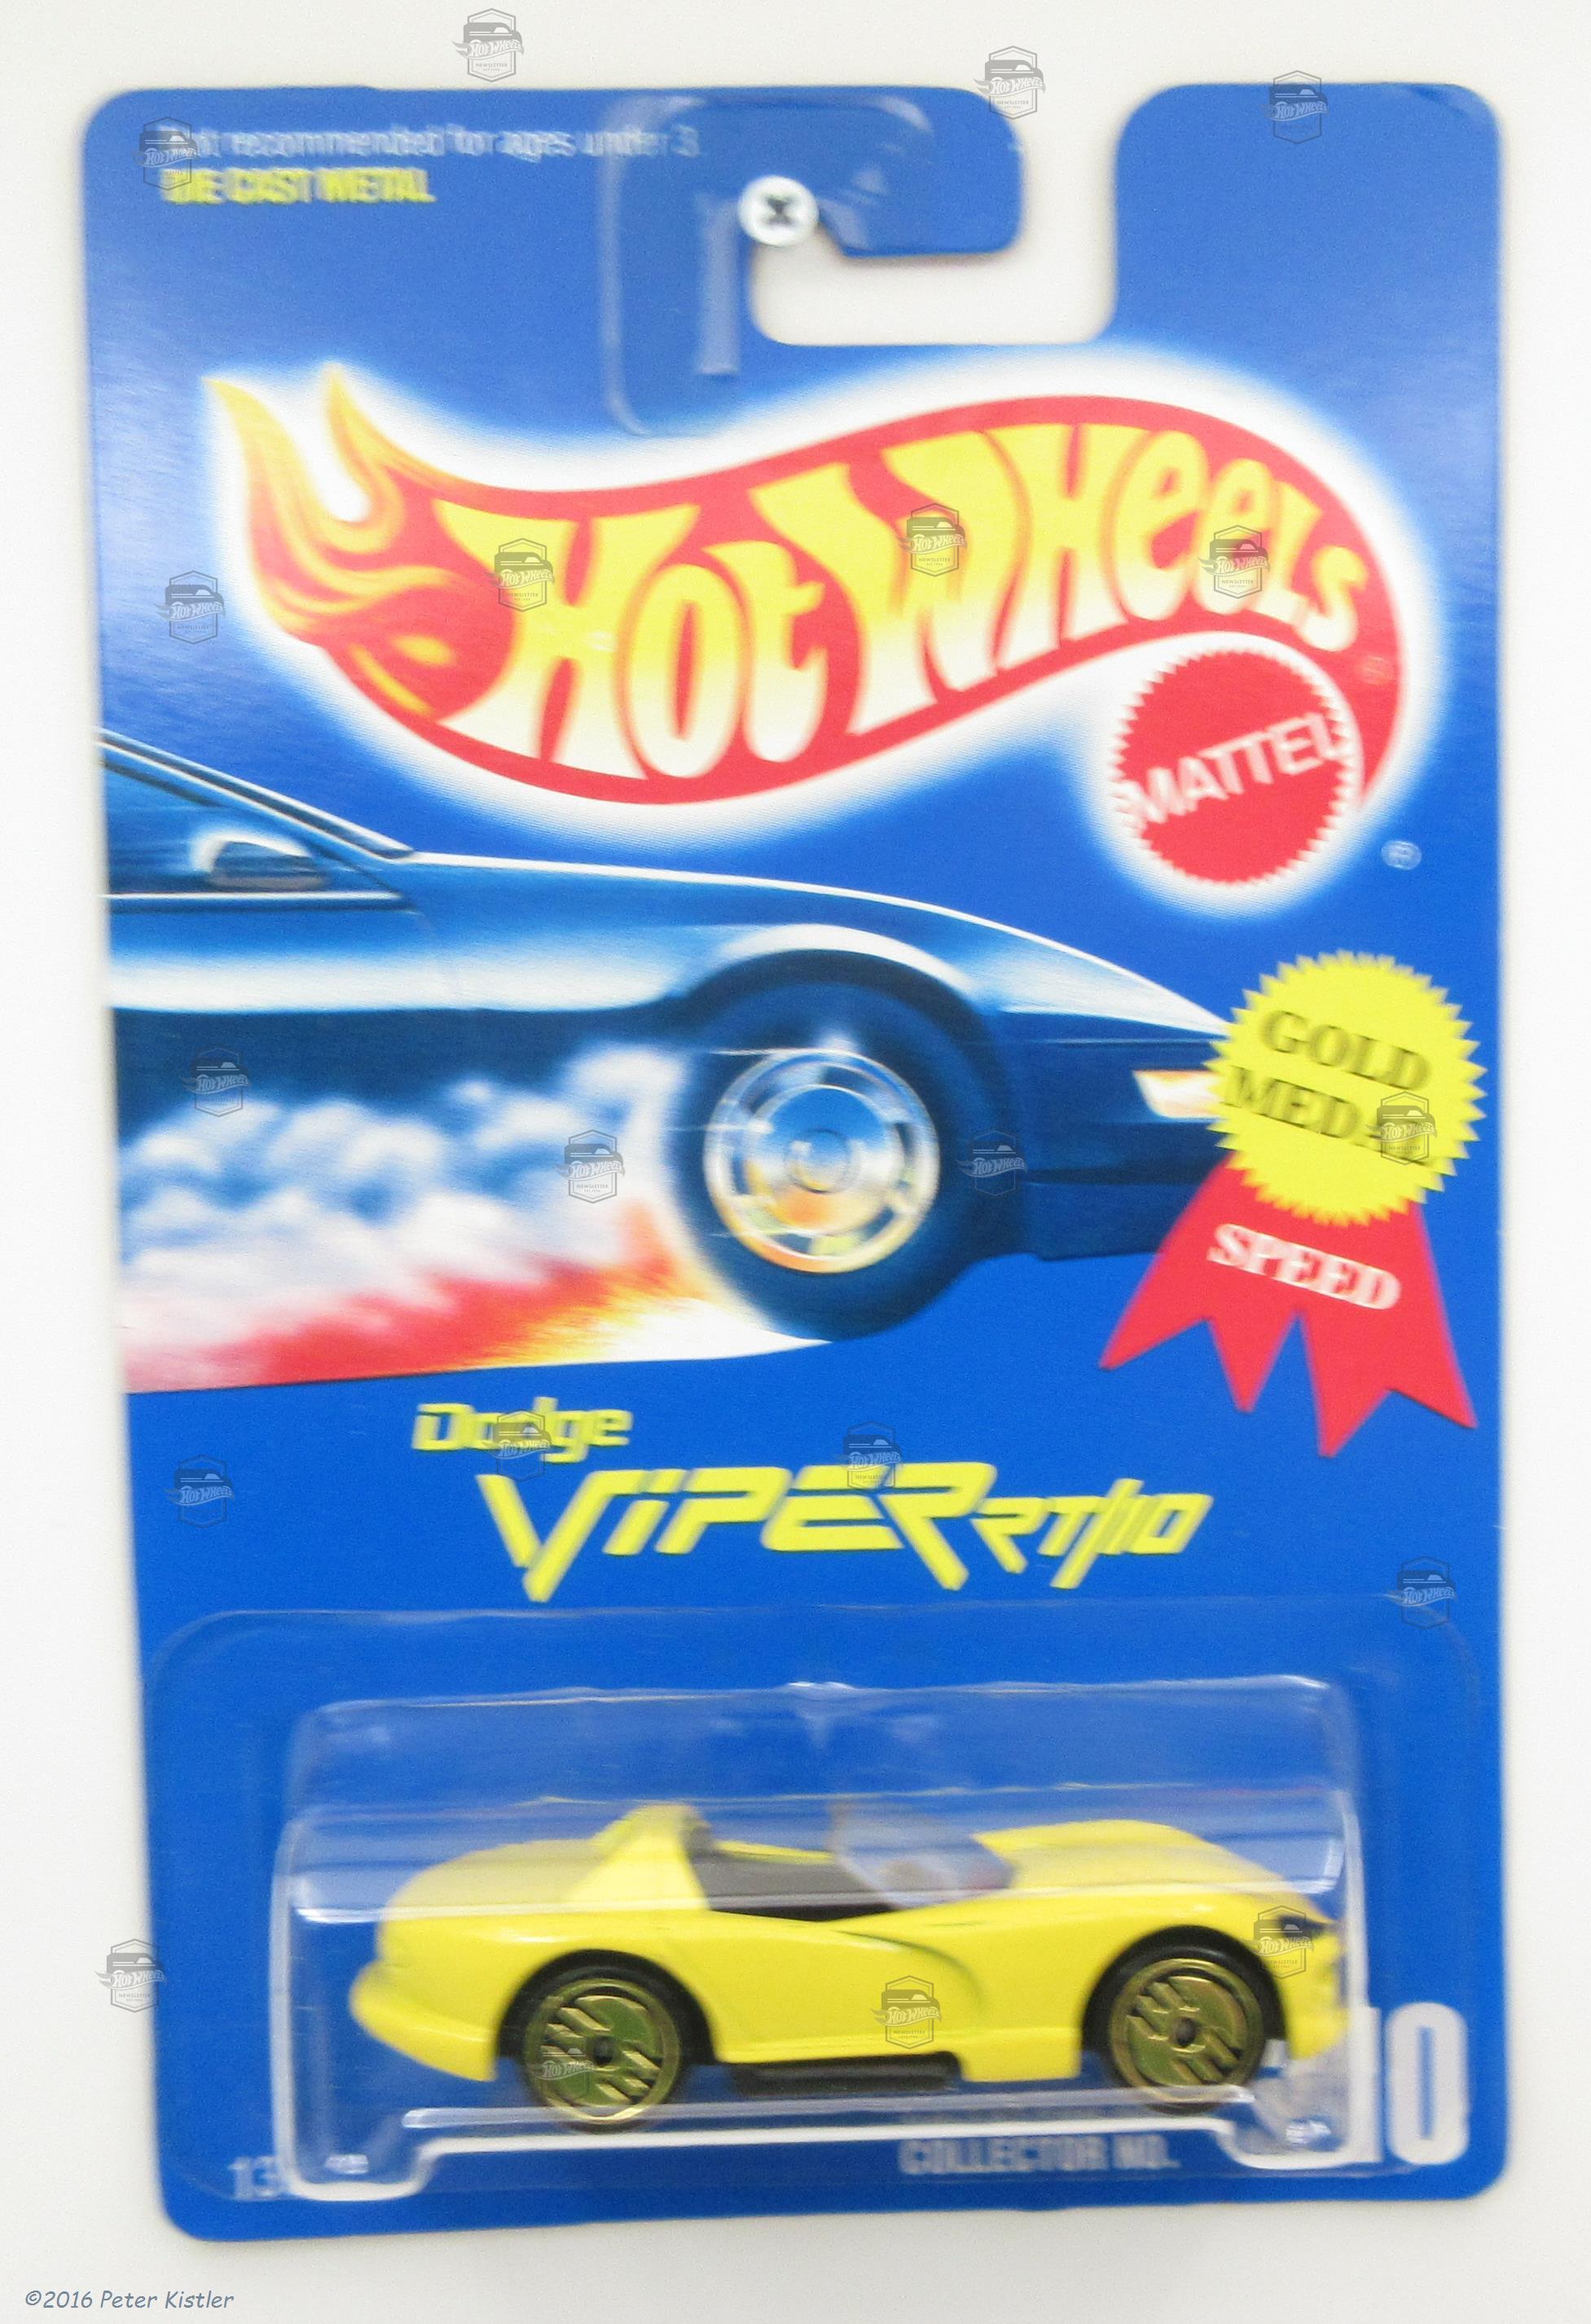 Not recommended for ages under 3
DIE CAST METAL
HOT WHEELS
MATTEL
®
GOLD
MEDAL
SPEED
Dodge
VIPER RT/10
COLLECTOR NO.
©2016 Peter Kistler